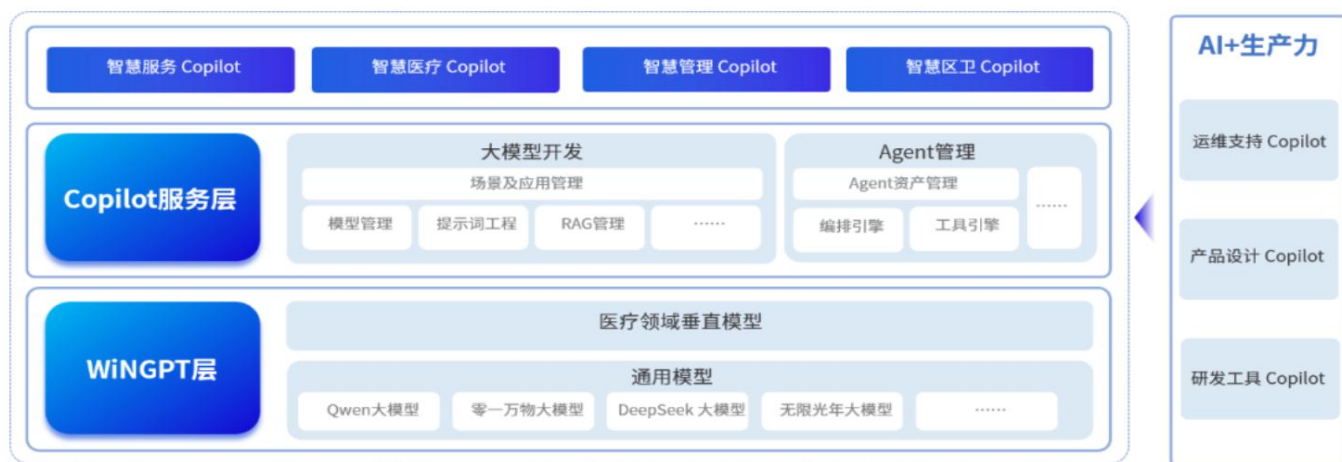 智慧服务 Copilot
智慧医疗 Copilot
智慧管理 Copilot
智慧区卫 Copilot
Copilot服务层
大模型开发
场景及应用管理
模型管理
提示词工程
RAG管理
……
Agent管理
Agent资产管理
编排引擎
工具引擎
……
WiNGPT层
医疗领域垂直模型
通用模型
Qwen大模型
零一万物大模型
DeepSeek 大模型
无限光年大模型
……
AI+生产力
运维支持 Copilot
产品设计 Copilot
研发工具 Copilot